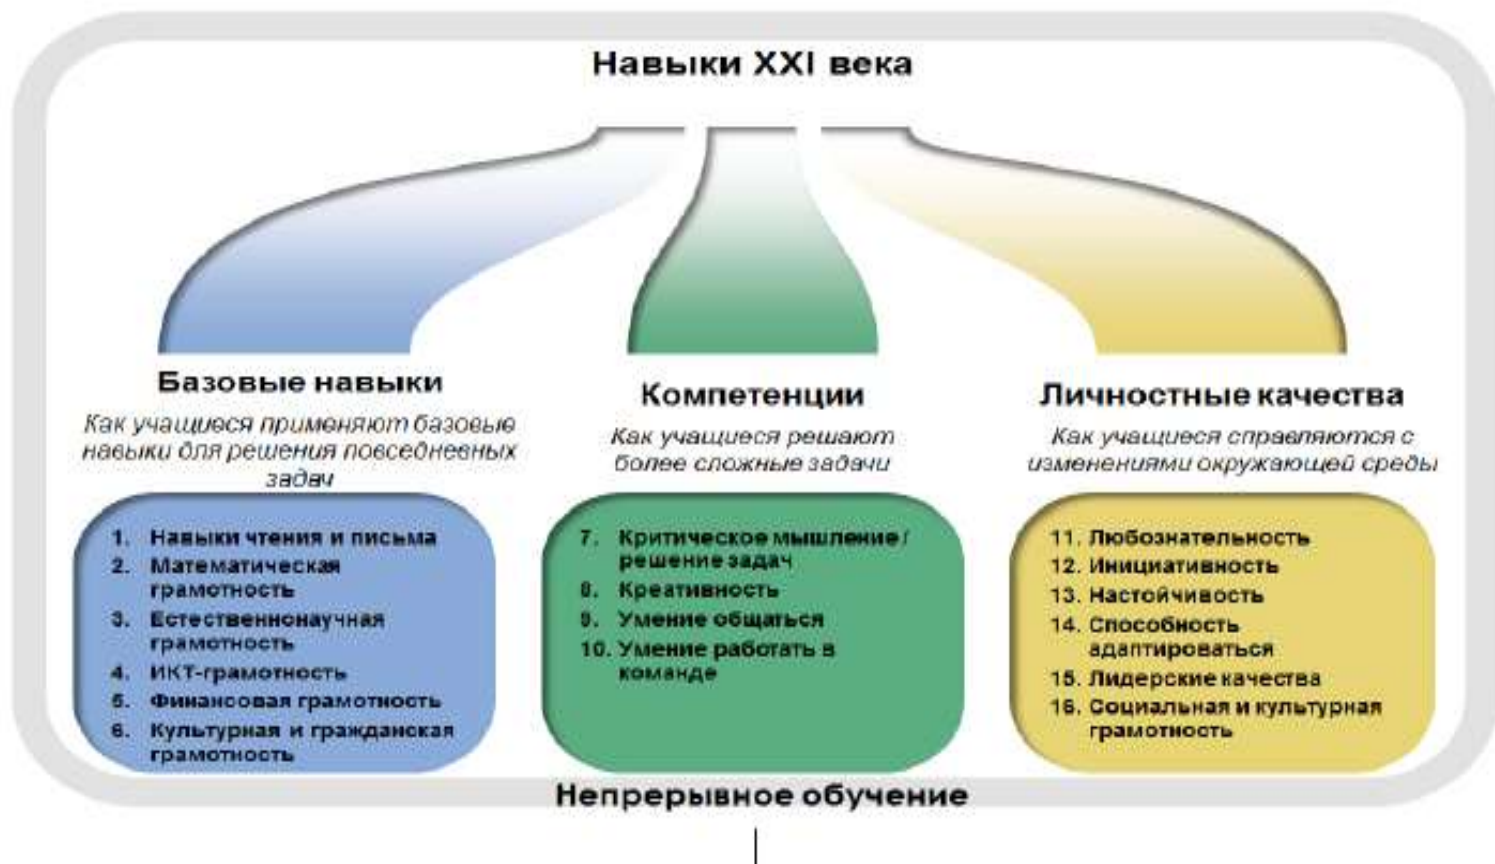 Навыки XXI века
Базовые навыки
Как учащиеся применяют базовые
навыки для решения повседневных
задач
1. Навыки чтения и письма
2. Математическая
грамотность
3. Естественнонаучная
грамотность
4. ИКТ-грамотность
5. Финансовая грамотность
6. Культурная и гражданская
грамотность
Компетенции
Как учащиеся решают
более сложные задачи
7. Критическое мышление/
решение задач
8. Креативность
9. Умение общаться
10. Умение работать в
команде
Личностные качества
Как учащиеся справляются с
изменениями окружающей среды
11. Любознательность
12. Инициативность
13. Настойчивость
14. Способность
адаптироваться
15. Лидерские качества
16. Социальная и культурная
грамотность
Непрерывное обучение